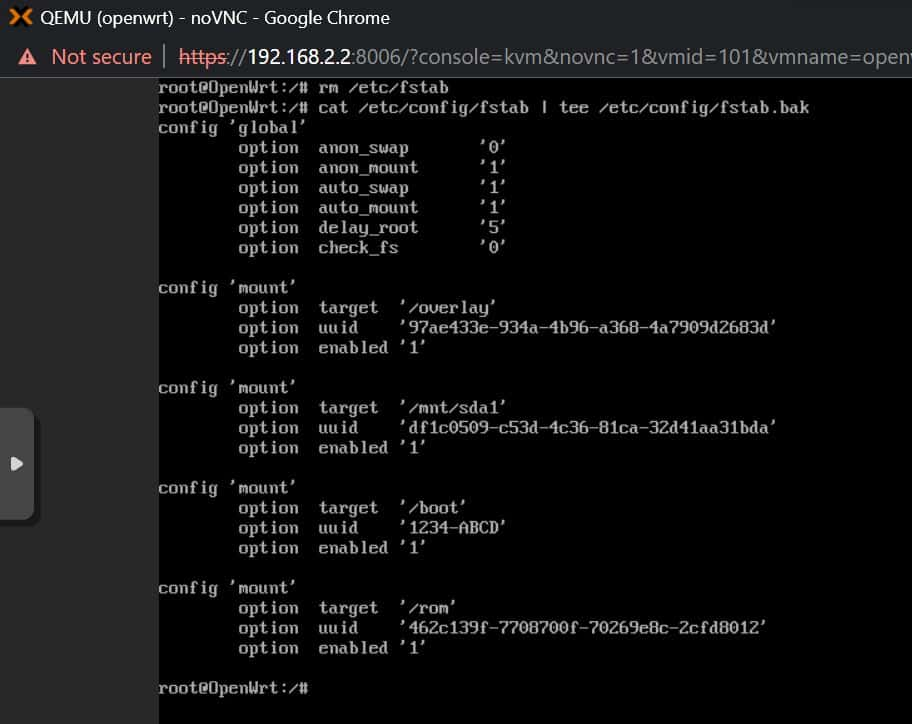 QEMU (openwrt) - noVNC - Google Chrome
Not secure | https://192.168.2.2:8006/?console=kvm&novnc=1&vmid=101&vmname=openw
root@OpenWrt:/# rm /etc/fstab
root@OpenWrt:/# cat /etc/config/fstab | tee /etc/config/fstab.bak
config 'global'
        option  anon_swap       '0'
        option  anon_mount      '1'
        option  auto_swap       '1'
        option  auto_mount      '1'
        option  delay_root      '5'
        option  check_fs        '0'

config 'mount'
        option  target  '/overlay'
        option  uuid    '97ae433e-934a-4b96-a368-4a7909d2683d'
        option  enabled '1'

config 'mount'
        option  target  '/mnt/sda1'
        option  uuid    'df1c0509-c53d-4c36-81ca-32d41aa31bda'
        option  enabled '1'

config 'mount'
        option  target  '/boot'
        option  uuid    '1234-ABCD'
        option  enabled '1'

config 'mount'
        option  target  '/rom'
        option  uuid    '462c139f-7708700f-70269e8c-2cfd8012'
        option  enabled '1'

root@OpenWrt:/#